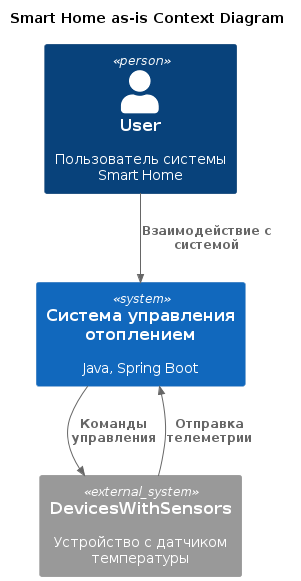 Smart Home as-is Context Diagram
«person»
User
Пользователь системы
Smart Home
Взаимодействие с
системой
«system»
Система управления
отоплением
Java, Spring Boot
Команды
управления
Отправка
телеметрии
«external_system»
DevicesWithSensors
Устройство с датчиком
температуры